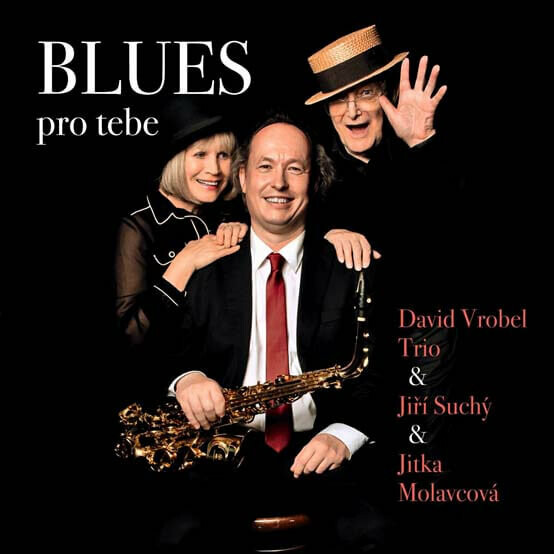 BLUES
pro tebe
David Vrobel
Trio
&
Jiří Suchý
&
Jitka
Molavcová